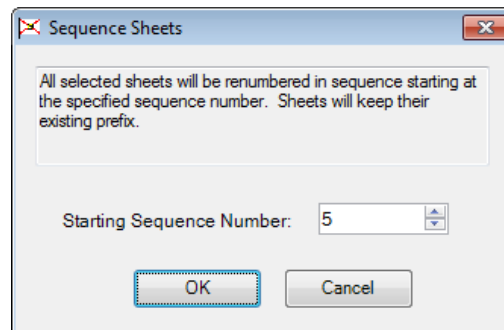 Sequence Sheets
All selected sheets will be renumbered in sequence starting at
the specified sequence number.  Sheets will keep their
existing prefix.
Starting Sequence Number: 5
OK Cancel